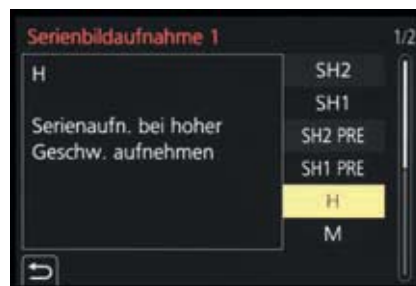 Serienbildaufnahme 1
1/2
H
Serienaufn. bei hoher
Geschw. aufnehmen
SH2
SH1
SH2 PRE
SH1 PRE
H
M